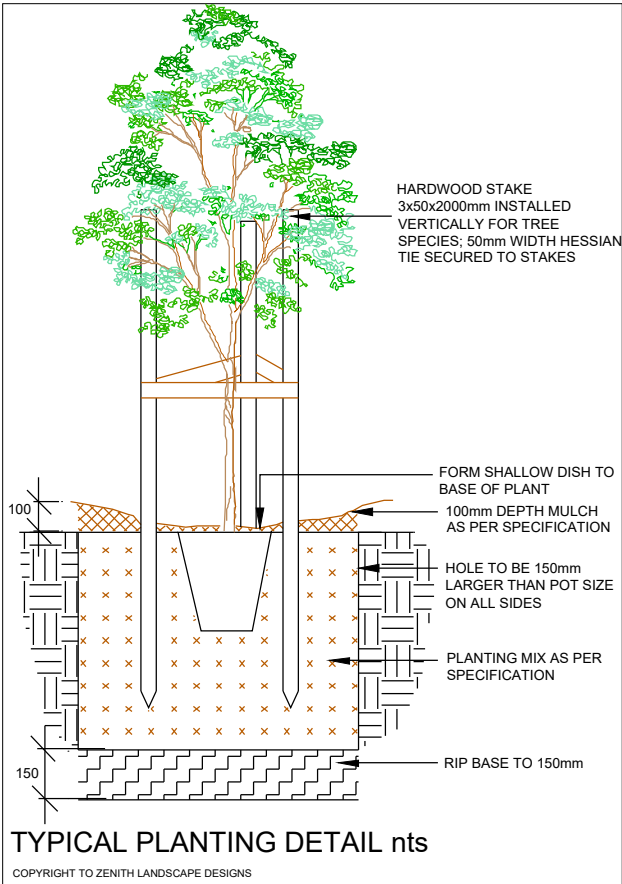 HARDWOOD STAKE
3x50x2000mm INSTALLED
VERTICALLY FOR TREE
SPECIES; 50mm WIDTH HESSIAN
TIE SECURED TO STAKES
FORM SHALLOW DISH TO
BASE OF PLANT
100
100mm DEPTH MULCH
AS PER SPECIFICATION
HOLE TO BE 150mm
LARGER THAN POT SIZE
ON ALL SIDES
PLANTING MIX AS PER
SPECIFICATION
150
RIP BASE TO 150mm
TYPICAL PLANTING DETAIL nts
COPYRIGHT TO ZENITH LANDSCAPE DESIGNS